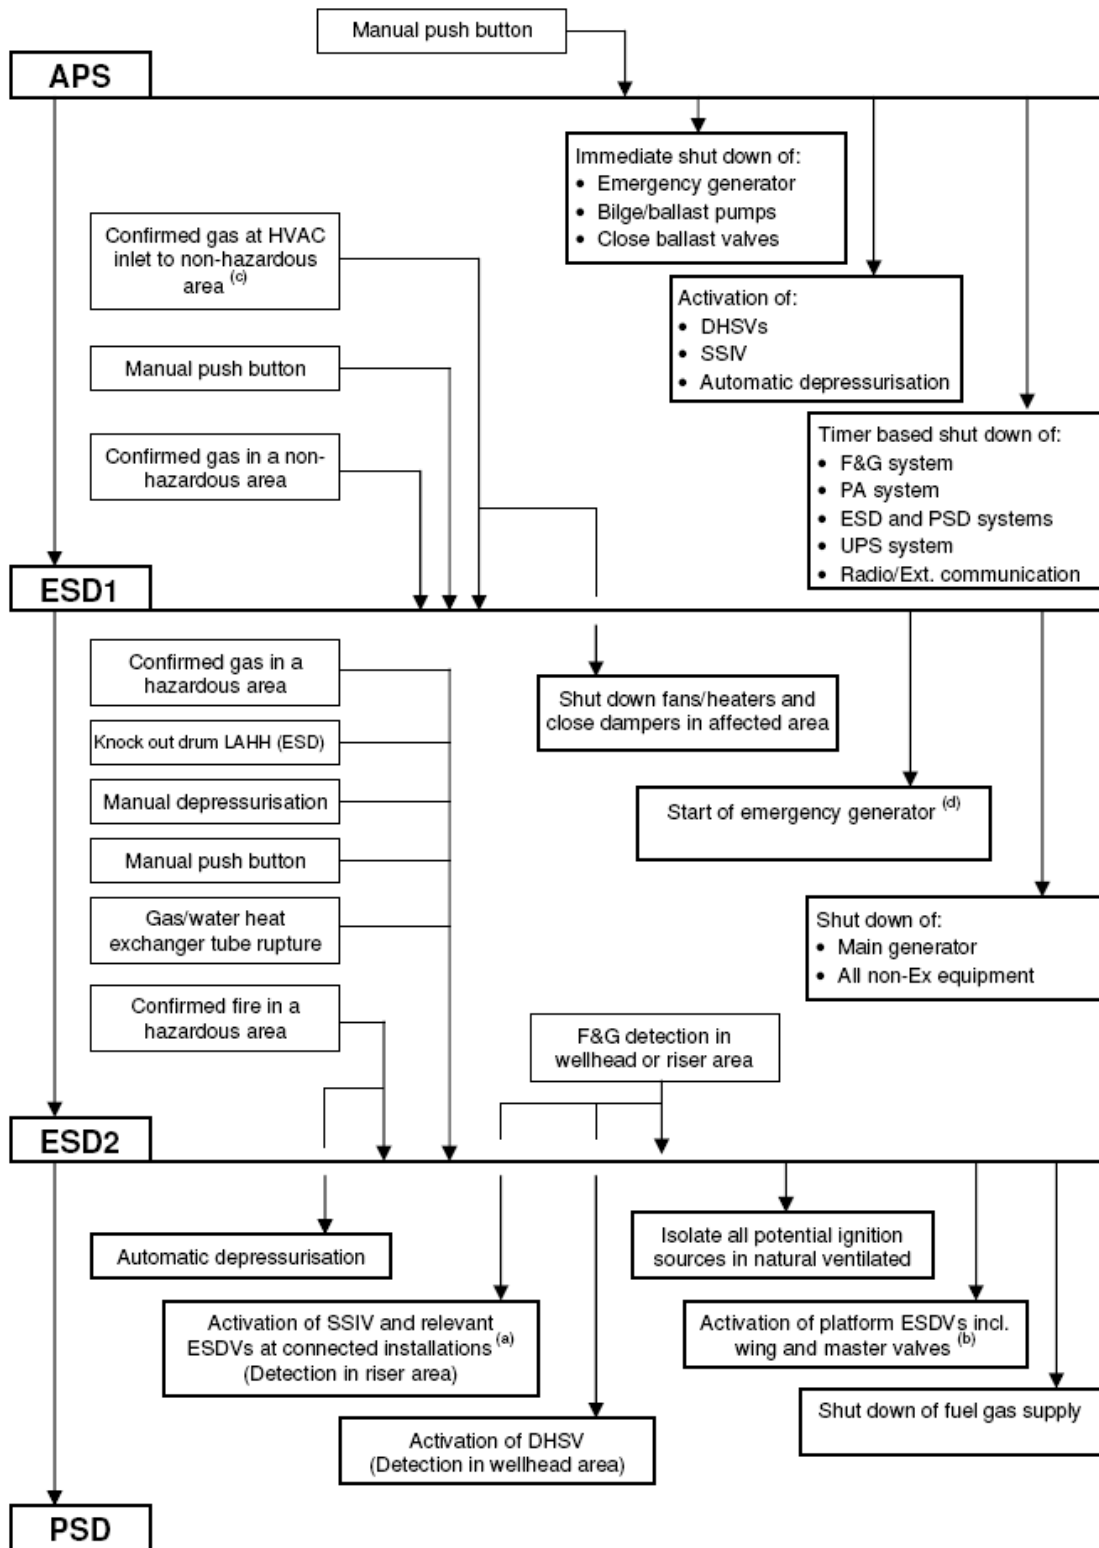 Manual push button
APS
Immediate shut down of:
• Emergency generator
• Bilge/ballast pumps
• Close ballast valves
Confirmed gas at HVAC
inlet to non-hazardous
area (c)
Activation of:
• DHSVs
• SSIV
• Automatic depressurisation
Manual push button
Timer based shut down of:
• F&G system
• PA system
• ESD and PSD systems
• UPS system
• Radio/Ext. communication
Confirmed gas in a non-
hazardous area
ESD1
Confirmed gas in a
hazardous area
Shut down fans/heaters and
close dampers in affected area
Knock out drum LAHH (ESD)
Manual depressurisation
Start of emergency generator (d)
Manual push button
Gas/water heat
exchanger tube rupture
Shut down of:
• Main generator
• All non-Ex equipment
Confirmed fire in a
hazardous area
F&G detection in
wellhead or riser area
ESD2
Automatic depressurisation
Isolate all potential ignition
sources in natural ventilated
Activation of SSIV and relevant
ESDVs at connected installations (a)
(Detection in riser area)
Activation of platform ESDVs incl.
wing and master valves (b)
Shut down of fuel gas supply
Activation of DHSV
(Detection in wellhead area)
PSD